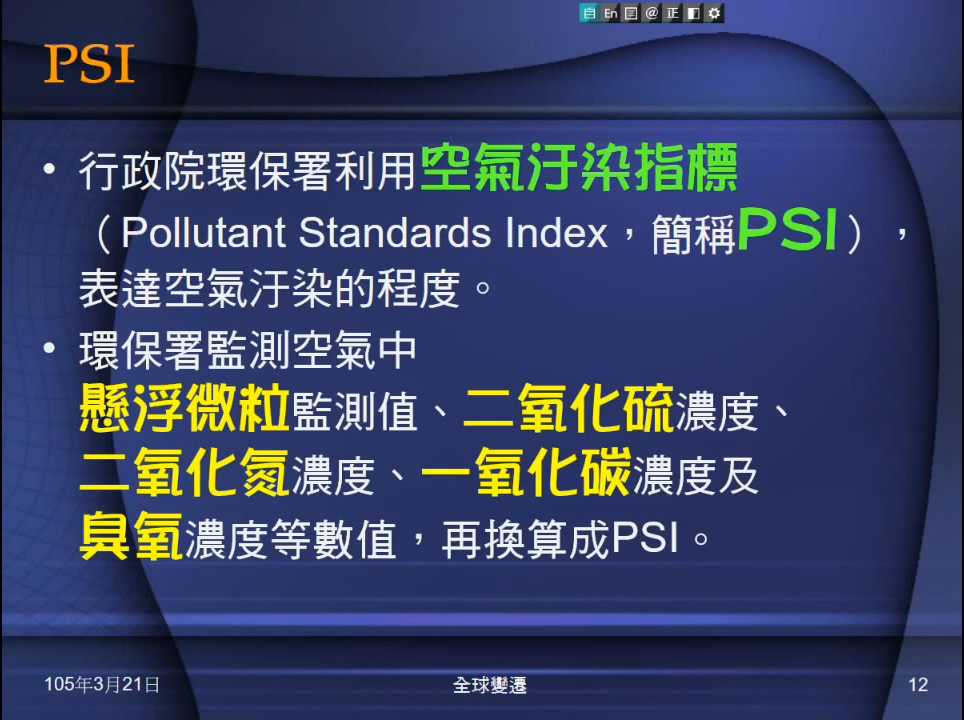 自 En @ 正
PSI
• 行政院環保署利用空氣汙染指標
（Pollutant Standards Index，簡稱PSI），
表達空氣汙染的程度。
• 環保署監測空氣中
懸浮微粒監測值、二氧化硫濃度、
二氧化氮濃度、一氧化碳濃度及
臭氧濃度等數值，再換算成PSI。
105年3月21日
全球變遷
12